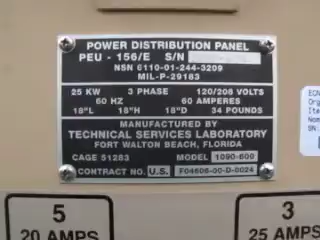 POWER DISTRIBUTION PANEL
PEU - 156/E S/N
NSN 6110-01-244-3209
MIL-P-29183
25 KW 3 PHASE 120/208 VOLTS
60 HZ 60 AMPERES
18"L 18"H 18"D 34 POUNDS
MANUFACTURED BY
TECHNICAL SERVICES LABORATORY
FORT WALTON BEACH, FLORIDA
CAGE 51283 MODEL 1090-600
CONTRACT NO. U.S. F04606-00-D-0024
5
20 AMPS
3
25 AMPS